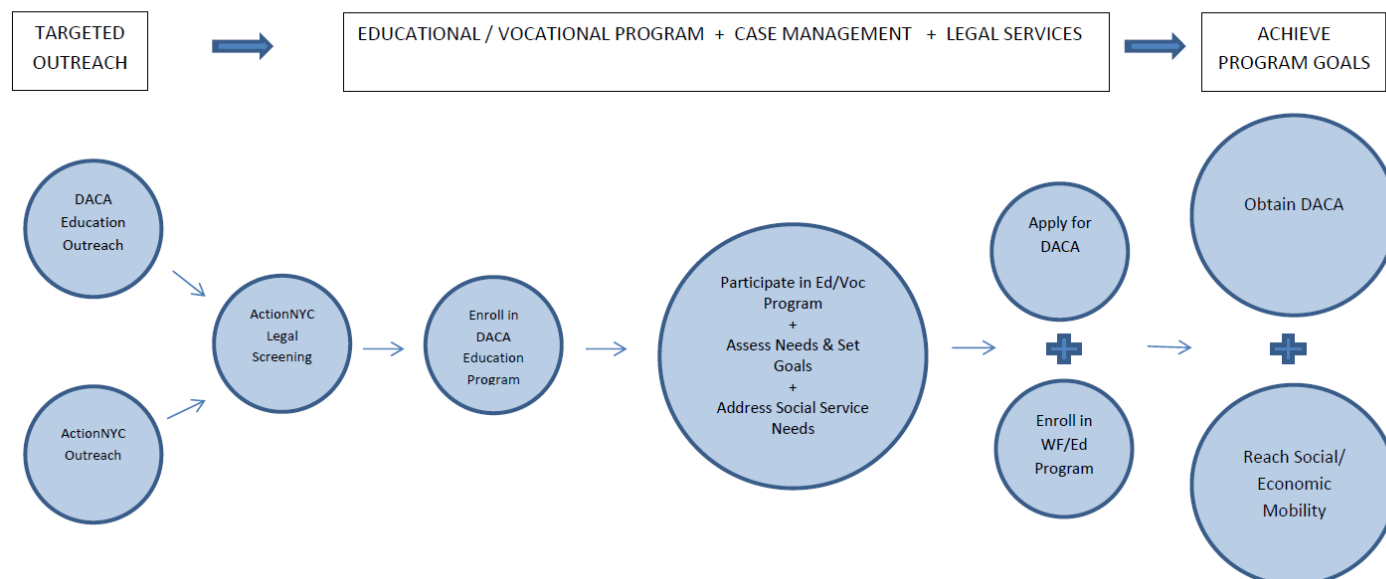 TARGETED
OUTREACH
EDUCATIONAL / VOCATIONAL PROGRAM + CASE MANAGEMENT + LEGAL SERVICES
ACHIEVE
PROGRAM GOALS
DACA
Education
Outreach
ActionNYC
Outreach
ActionNYC
Legal
Screening
Enroll in
DACA
Education
Program
Participate in Ed/Voc
Program
+
Assess Needs & Set
Goals
+
Address Social Service
Needs
Apply for
DACA
Enroll in
WF/Ed
Program
Obtain DACA
Reach Social/
Economic
Mobility